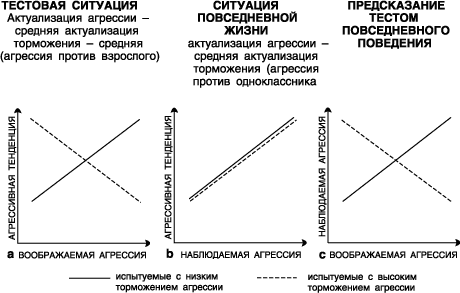 ТЕСТОВАЯ СИТУАЦИЯ
Актуализация агрессии –
средняя актуализация
торможения – средняя
(агрессия против взрослого)
СИТУАЦИЯ
ПОВСЕДНЕВНОЙ
ЖИЗНИ
актуализация агрессии –
средняя актуализация
торможения (агрессия
против одноклассника
ПРЕДСКАЗАНИЕ
ТЕСТОМ
ПОВСЕДНЕВНОГО
ПОВЕДЕНИЯ
АГРЕССИВНАЯ ТЕНДЕНЦИЯ
a ВООБРАЖАЕМАЯ АГРЕССИЯ
АГРЕССИВНАЯ ТЕНДЕНЦИЯ
b НАБЛЮДАЕМАЯ АГРЕССИЯ
НАБЛЮДАЕМАЯ АГРЕССИЯ
c ВООБРАЖАЕМАЯ АГРЕССИЯ
испытуемые с низким
торможением агрессии
испытуемые с высоким
торможением агрессии